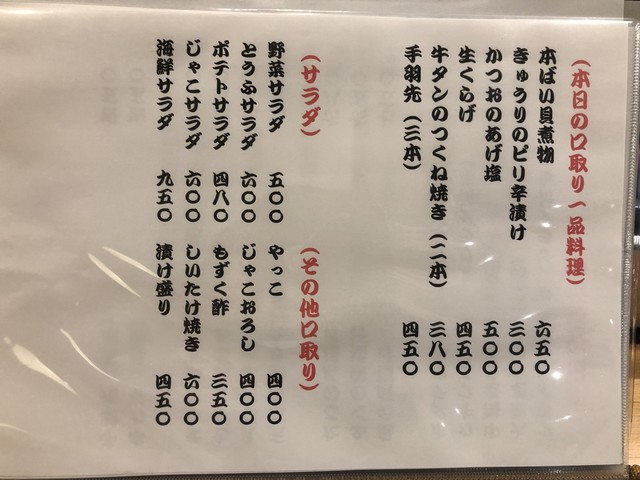 (本日の口取り一品料理)
本ばい貝煮物 六五〇
きゅうりのピリ辛漬け 三〇〇
かつおのあげ塩 五〇〇
生くらげ 四五〇
牛タンのつくね焼き(二本) 三八〇
手羽先(三本) 四五〇
(サラダ)
野菜サラダ 五〇〇
とうふサラダ 六〇〇
ポテトサラダ 四八〇
じゃこサラダ 六〇〇
海鮮サラダ 九五〇
(その他口取り)
やっこ 四〇〇
じゃこおろし 四〇〇
もずく酢 三五〇
しいたけ焼き 六〇〇
漬け盛り 四五〇